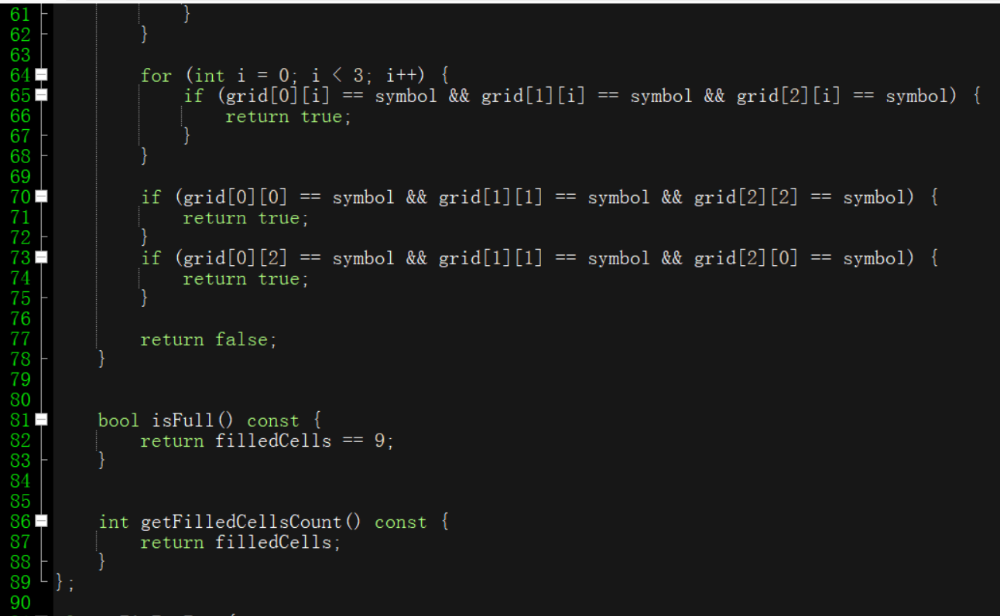 61 }
62 }
63
64 for (int i = 0; i < 3; i++) {
65 if (grid[0][i] == symbol && grid[1][i] == symbol && grid[2][i] == symbol) {
66 return true;
67 }
68 }
69
70 if (grid[0][0] == symbol && grid[1][1] == symbol && grid[2][2] == symbol) {
71 return true;
72 }
73 if (grid[0][2] == symbol && grid[1][1] == symbol && grid[2][0] == symbol) {
74 return true;
75 }
76
77 return false;
78 }
79
80
81 bool isFull() const {
82 return filledCells == 9;
83 }
84
85
86 int getFilledCellsCount() const {
87 return filledCells;
88 }
89 };
90